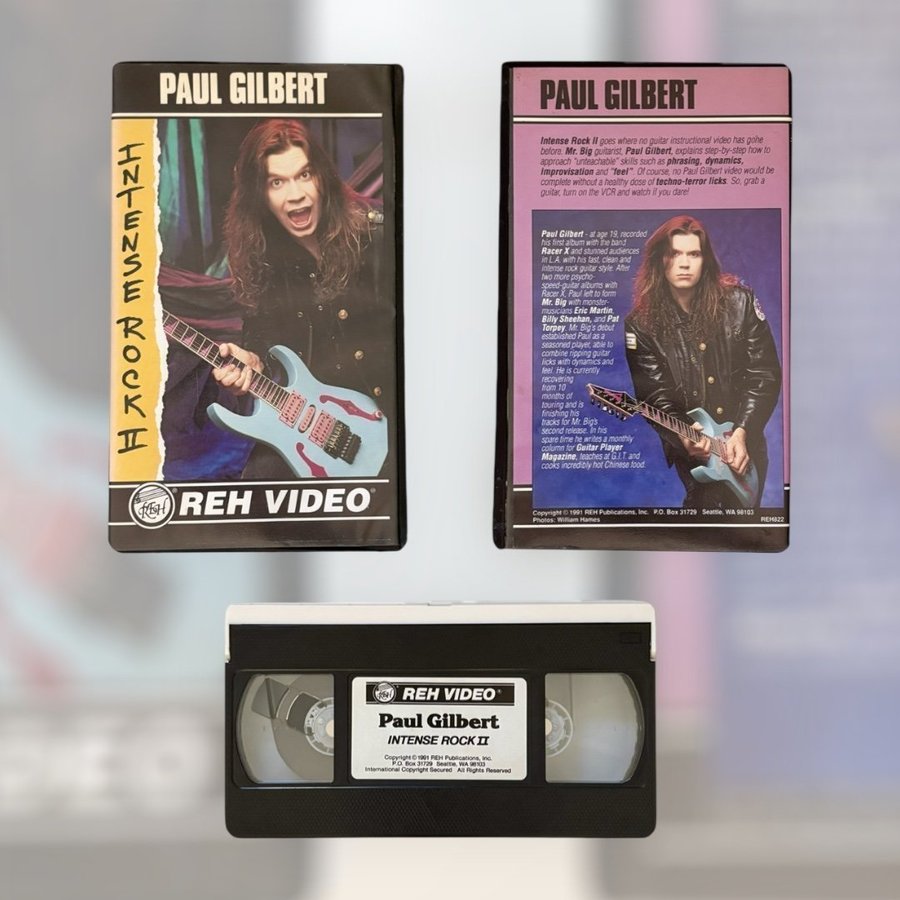 PAUL GILBERT
INTENSE ROCK II
REH
REH VIDEO®
PAUL GILBERT
Intense Rock II goes where no guitar instructional video has gone
before. Mr. Big guitarist, Paul Gilbert, explains step-by-step how to
approach "unteachable" skills such as phrasing, dynamics,
improvisation and "feel". Of course, no Paul Gilbert video would be
complete without a healthy dose of techno-terror licks. So, grab a
guitar, turn on the VCR and watch if you dare!
Paul Gilbert - at age 19, recorded
his first album with the band
Racer X and stunned audiences
in L.A. with his fast, clean and
intense rock guitar style. After
two more psycho-
speed-guitar albums with
Racer X, Paul left to form
Mr. Big with monster-
musicians Eric Martin,
Billy Sheehan, and Pat
Torpey. Mr. Big's debut
established Paul as a
seasoned player, able to
combine ripping guitar
licks with dynamics and
feel. He is currently
recovering
from 10
months of
touring and is
finishing his
tracks for Mr. Big's
second release. In his
spare time he writes a monthly
column for Guitar Player
Magazine, teaches at G.I.T. and
cooks incredibly hot Chinese food.
Copyright © 1991 REH Publications, Inc. P.O. Box 31729 Seattle, WA 98103
Photos: William Hames
REH822
REH VIDEO®
Paul Gilbert
INTENSE ROCK II
Copyright © 1991 REH Publications, Inc.
P.O. Box 31729 Seattle, WA 98103
International Copyright Secured All Rights Reserved